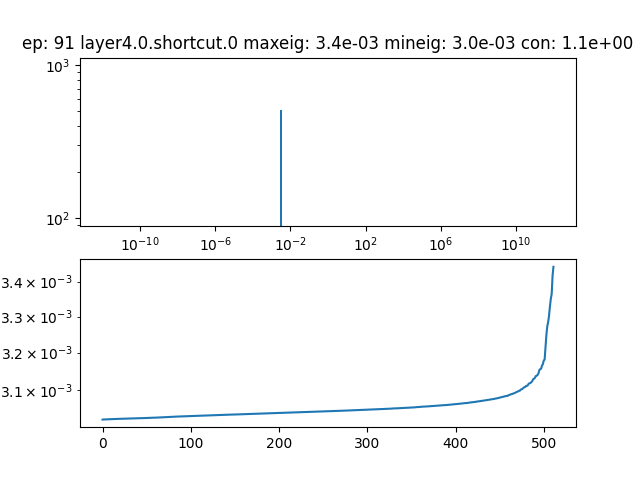 ep: 91 layer4.0.shortcut.0 maxeig: 3.4e-03 mineig: 3.0e-03 con: 1.1e+00
10³
10²
10⁻¹⁰ 10⁻⁶ 10⁻² 10² 10⁶ 10¹⁰
3.4 × 10⁻³
3.3 × 10⁻³
3.2 × 10⁻³
3.1 × 10⁻³
0 100 200 300 400 500